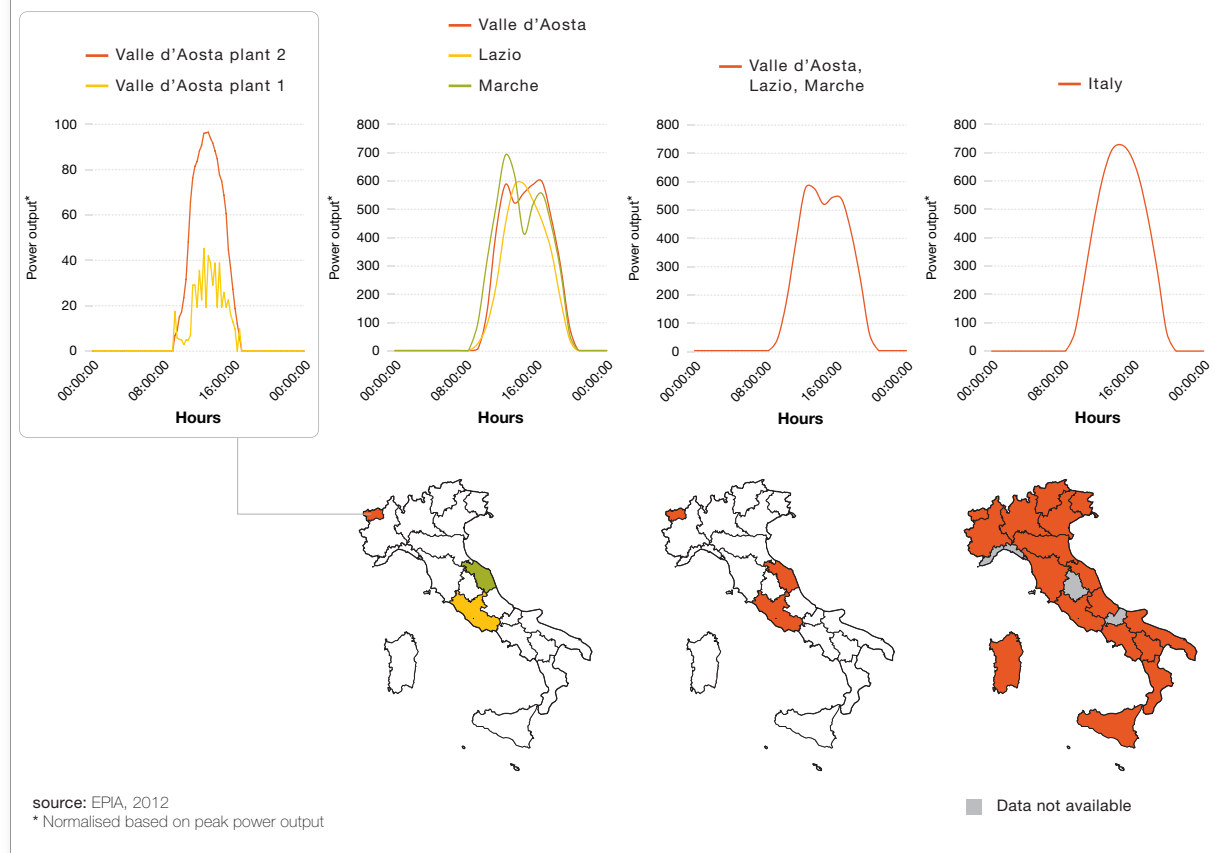 Valle d'Aosta plant 2
Valle d'Aosta plant 1
100
80
60
40
20
0
Power output*
00:00:00
08:00:00
16:00:00
00:00:00
Hours
Valle d'Aosta
Lazio
Marche
800
700
600
500
400
300
200
100
0
Power output*
00:00:00
08:00:00
16:00:00
00:00:00
Hours
Valle d'Aosta,
Lazio, Marche
800
700
600
500
400
300
200
100
0
Power output*
00:00:00
08:00:00
16:00:00
00:00:00
Hours
Italy
800
700
600
500
400
300
200
100
0
Power output*
00:00:00
08:00:00
16:00:00
00:00:00
Hours
source: EPIA, 2012
* Normalised based on peak power output
Data not available